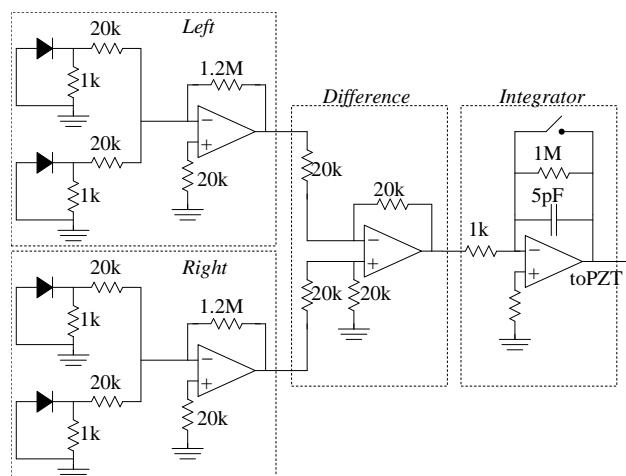 Left
20k
1k
20k
1k
1.2M
20k
Difference
20k
20k
20k
20k
Integrator
1M
5pF
1k
toPZT
Right
20k
1k
20k
1k
1.2M
20k